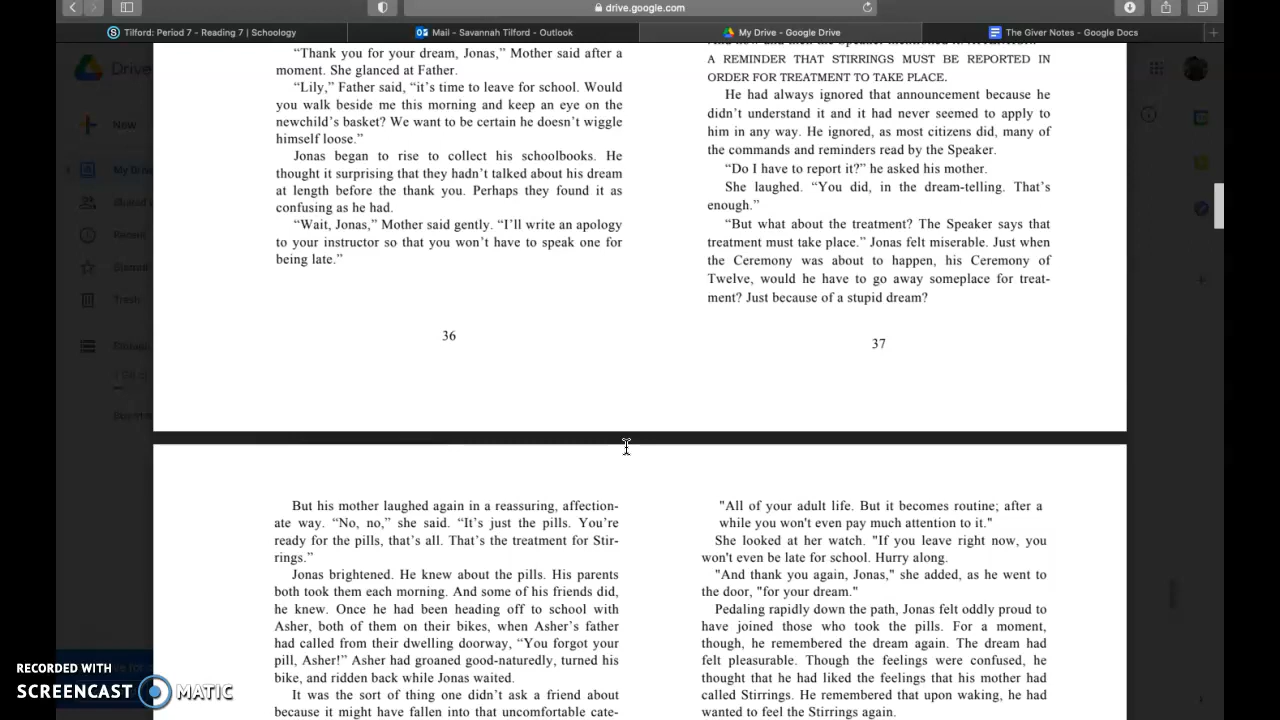 drive.google.com
Tilford: Period 7 - Reading 7 | Schoology
Mail - Savannah Tilford - Outlook
My Drive - Google Drive
The Giver Notes - Google Docs
Drive
New
My Drive
Shared
Recent
Starred
Trash
Storage
“Thank you for your dream, Jonas,” Mother said after a
moment. She glanced at Father.
“Lily,” Father said, “it’s time to leave for school. Would
you walk beside me this morning and keep an eye on the
newchild’s basket? We want to be certain he doesn’t wiggle
himself loose.”
Jonas began to rise to collect his schoolbooks. He
thought it surprising that they hadn’t talked about his dream
at length before the thank you. Perhaps they found it as
confusing as he had.
“Wait, Jonas,” Mother said gently. “I’ll write an apology
to your instructor so that you won’t have to speak one for
being late.”
36
A REMINDER THAT STIRRINGS MUST BE REPORTED IN
ORDER FOR TREATMENT TO TAKE PLACE.
He had always ignored that announcement because he
didn’t understand it and it had never seemed to apply to
him in any way. He ignored, as most citizens did, many of
the commands and reminders read by the Speaker.
“Do I have to report it?” he asked his mother.
She laughed. “You did, in the dream-telling. That’s
enough.”
“But what about the treatment? The Speaker says that
treatment must take place.” Jonas felt miserable. Just when
the Ceremony was about to happen, his Ceremony of
Twelve, would he have to go away someplace for treat-
ment? Just because of a stupid dream?
37
But his mother laughed again in a reassuring, affection-
ate way. “No, no,” she said. “It’s just the pills. You’re
ready for the pills, that’s all. That’s the treatment for Stir-
rings.”
Jonas brightened. He knew about the pills. His parents
both took them each morning. And some of his friends did,
he knew. Once he had been heading off to school with
Asher, both of them on their bikes, when Asher’s father
had called from their dwelling doorway, “You forgot your
pill, Asher!” Asher had groaned good-naturedly, turned his
bike, and ridden back while Jonas waited.
It was the sort of thing one didn’t ask a friend about
because it might have fallen into that uncomfortable cate-
"All of your adult life. But it becomes routine; after a
while you won't even pay much attention to it."
She looked at her watch. "If you leave right now, you
won't even be late for school. Hurry along.
"And thank you again, Jonas," she added, as he went to
the door, "for your dream."
Pedaling rapidly down the path, Jonas felt oddly proud to
have joined those who took the pills. For a moment,
though, he remembered the dream again. The dream had
felt pleasurable. Though the feelings were confused, he
thought that he had liked the feelings that his mother had
called Stirrings. He remembered that upon waking, he had
wanted to feel the Stirrings again.
RECORDED WITH
SCREENCAST MATIC